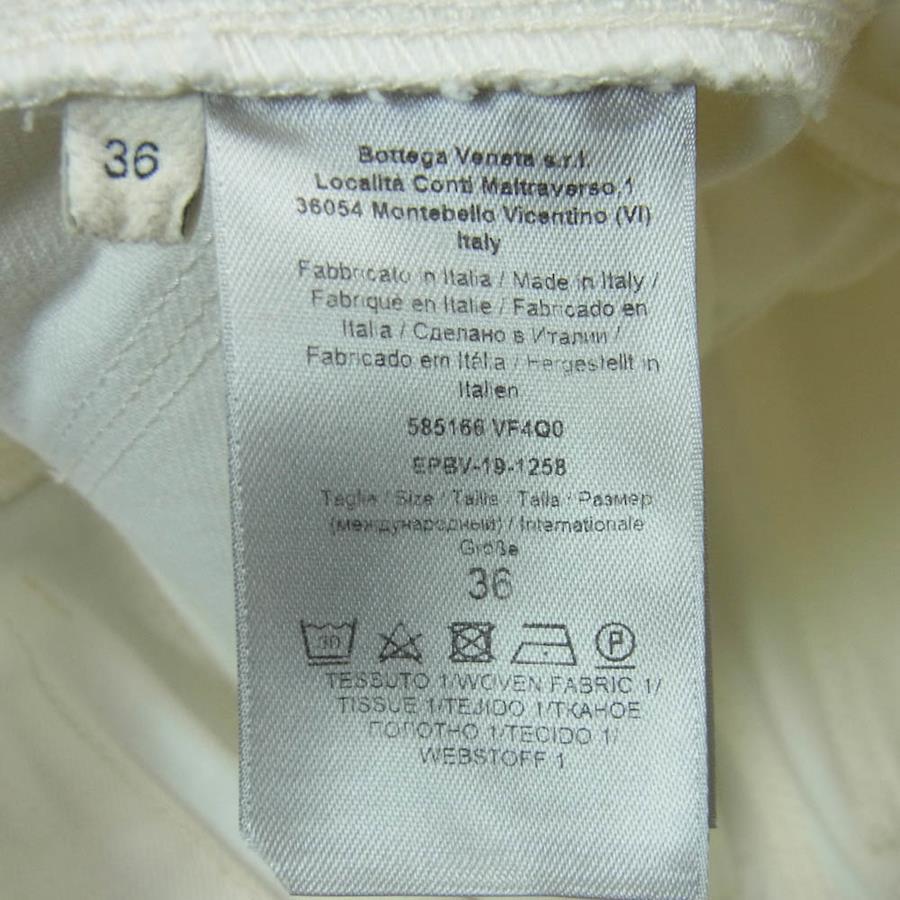 36
Bottega Veneta s.r.l.
Località Conti Maltraverso,1
36054 Montebello Vicentino (VI)
Italy
Fabbricato in Italia / Made in Italy /
Fabriqué en Italie / Fabricado en
Italia / Сделано в Италии /
Fabricado em Itália / Hergestellt in
Italien
585166 VF4Q0
EPBV-19-1258
Taglia / Size / Taille / Talla / Размер
(международный) / Internationale
Größe
36
30
P
TESSUTO 1/WOVEN FABRIC 1/
TISSUE 1/TEJIDO 1/ТКАНОЕ
ПОЛОТНО 1/TECIDO 1/
WEBSTOFF 1